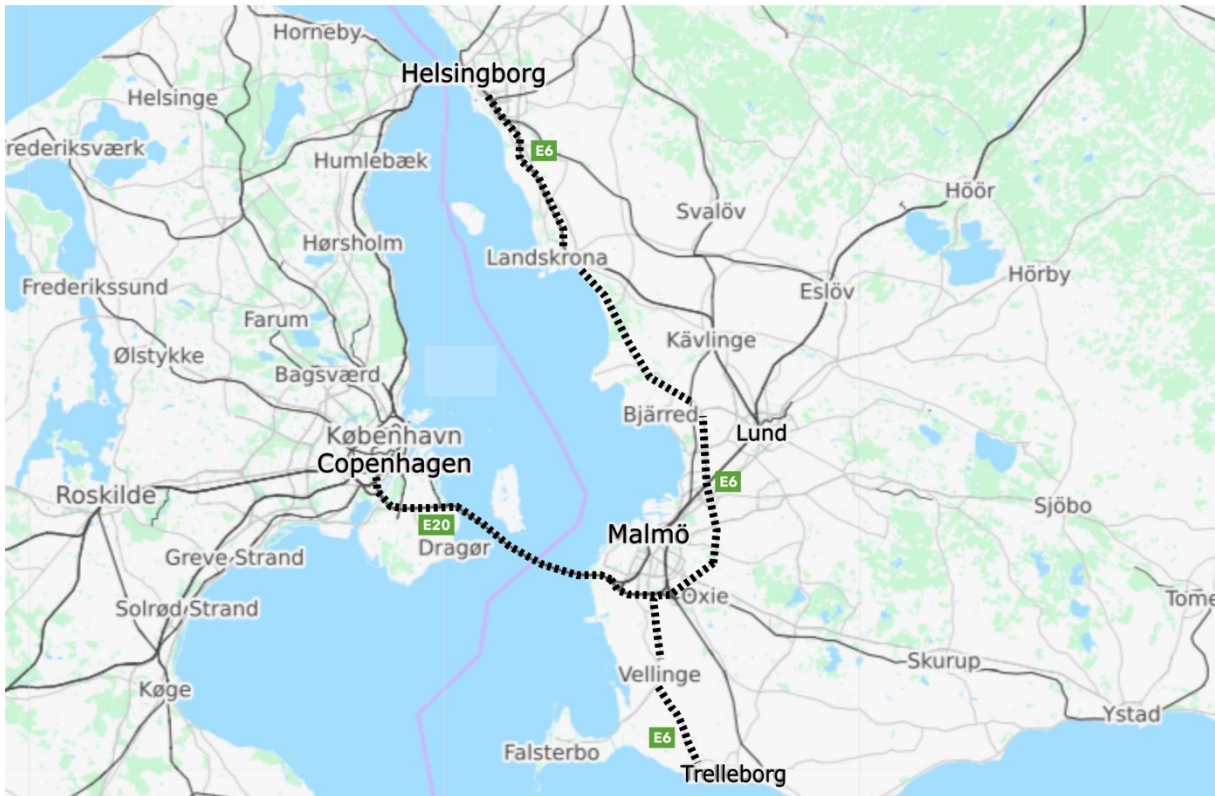 Horneby
Helsingborg
Helsinge
rederiksværk
E6
Humlebæk
Höör
Svalöv
Hørsholm
Landskrona
Hörby
Frederikssund
Eslöv
Farum
Kävlinge
Ølstykke
Bagsværd
Bjärred
København
Lund
Copenhagen
E6
Roskilde
Sjöbo
E20
Malmö
Dragør
Greve Strand
Oxie
Tome
Solrød Strand
Skurup
Vellinge
Køge
Ystad
E6
Falsterbo
Trelleborg